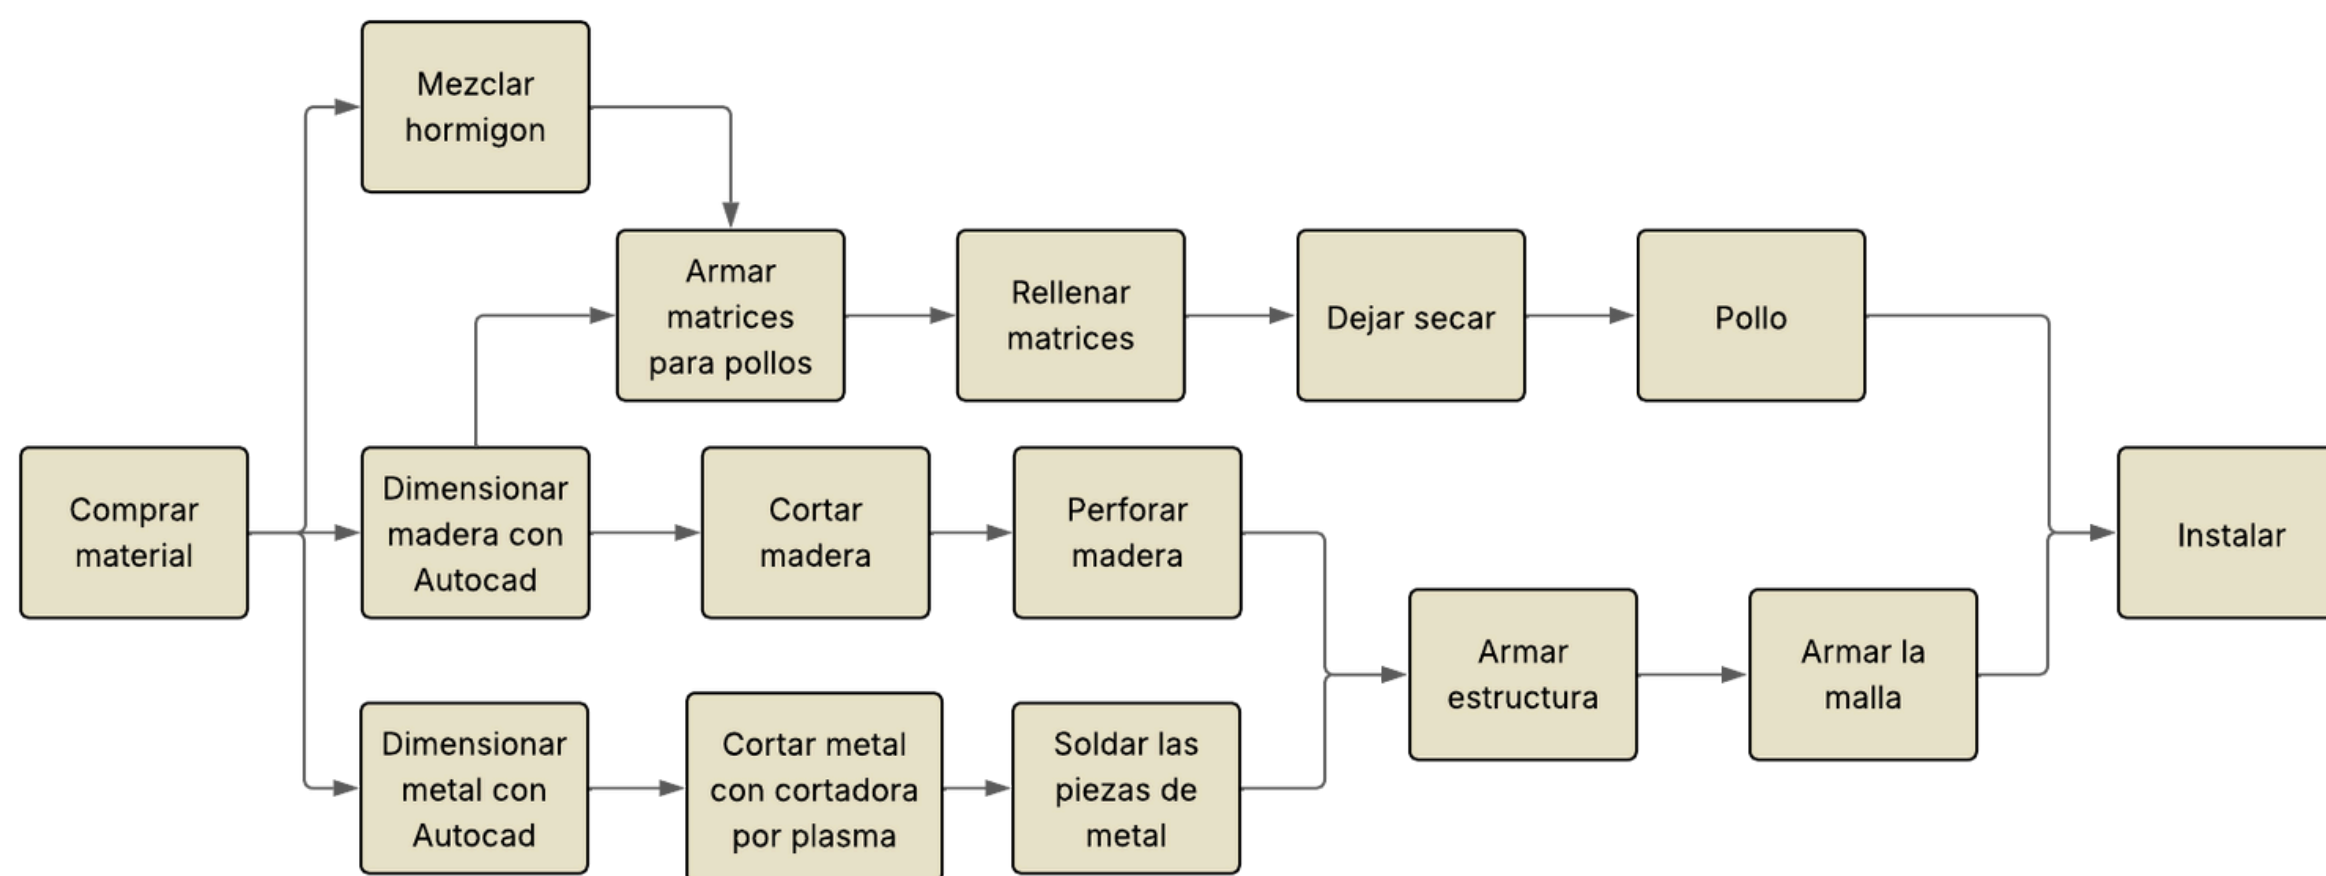 Mezclar
hormigon
Armar
matrices
para pollos
Rellenar
matrices
Dejar secar
Pollo
Comprar
material
Dimensionar
madera con
Autocad
Cortar
madera
Perforar
madera
Instalar
Armar
estructura
Armar la
malla
Dimensionar
metal con
Autocad
Cortar metal
con cortadora
por plasma
Soldar las
piezas de
metal